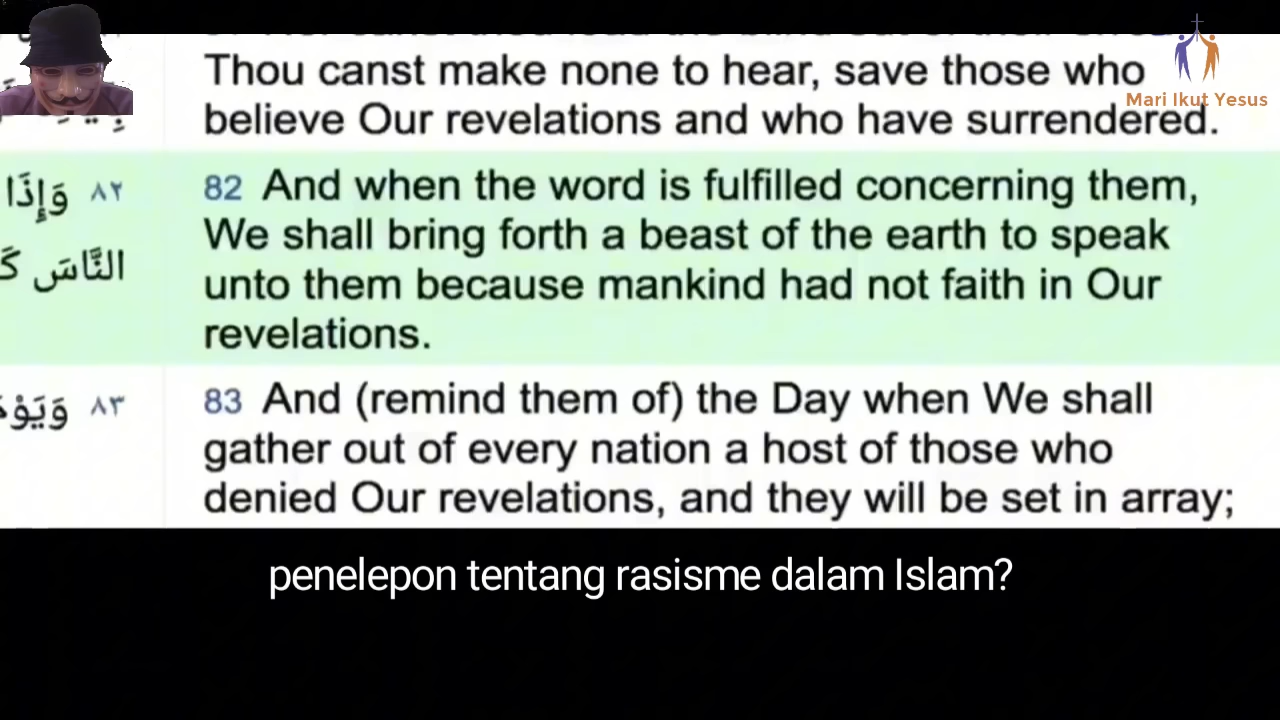 Thou canst make none to hear, save those who
believe Our revelations and who have surrendered.
Mari Ikut Yesus
وَإِذَا ٨٢
النَّاسَ
82 And when the word is fulfilled concerning them,
We shall bring forth a beast of the earth to speak
unto them because mankind had not faith in Our
revelations.
٨٣
83 And (remind them of) the Day when We shall
gather out of every nation a host of those who
denied Our revelations, and they will be set in array;
penelepon tentang rasisme dalam Islam?